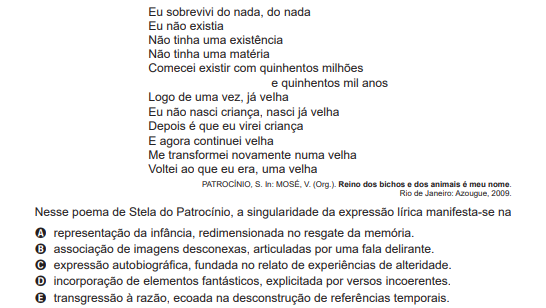 Eu sobrevivi do nada, do nada
Eu não existia
Não tinha uma existência
Não tinha uma matéria
Comecei existir com quinhentos milhões
e quinhentos mil anos
Logo de uma vez, já velha
Eu não nasci criança, nasci já velha
Depois é que eu virei criança
E agora continuei velha
Me transformei novamente numa velha
Voltei ao que eu era, uma velha
PATROCÍNIO, S. In: MOSÉ, V. (Org.). Reino dos bichos e dos animais é meu nome.
Rio de Janeiro: Azougue, 2009.
Nesse poema de Stela do Patrocínio, a singularidade da expressão lírica manifesta-se na
A representação da infância, redimensionada no resgate da memória.
B associação de imagens desconexas, articuladas por uma fala delirante.
C expressão autobiográfica, fundada no relato de experiências de alteridade.
D incorporação de elementos fantásticos, explicitada por versos incoerentes.
E transgressão à razão, ecoada na desconstrução de referências temporais.